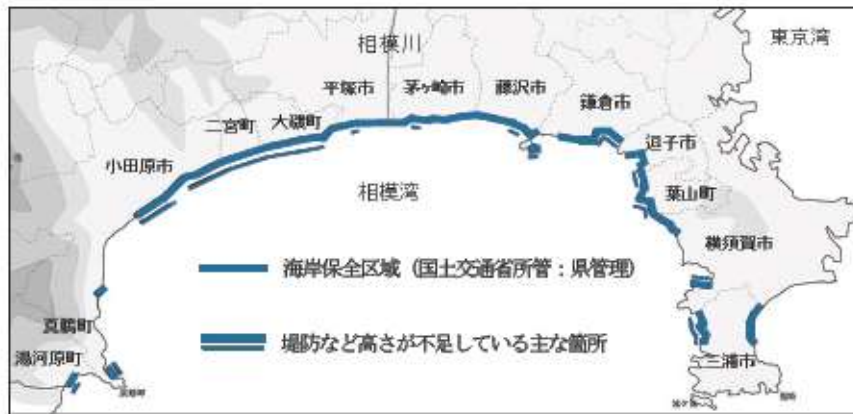 相模川
東京湾
平塚市
茅ヶ崎市
藤沢市
鎌倉市
二宮町
大磯町
逗子市
小田原市
相模湾
葉山町
横須賀市
海岸保全区域（国土交通省所管：県管理）
真鶴町
堤防など高さが不足している主な箇所
湯河原町
三浦市